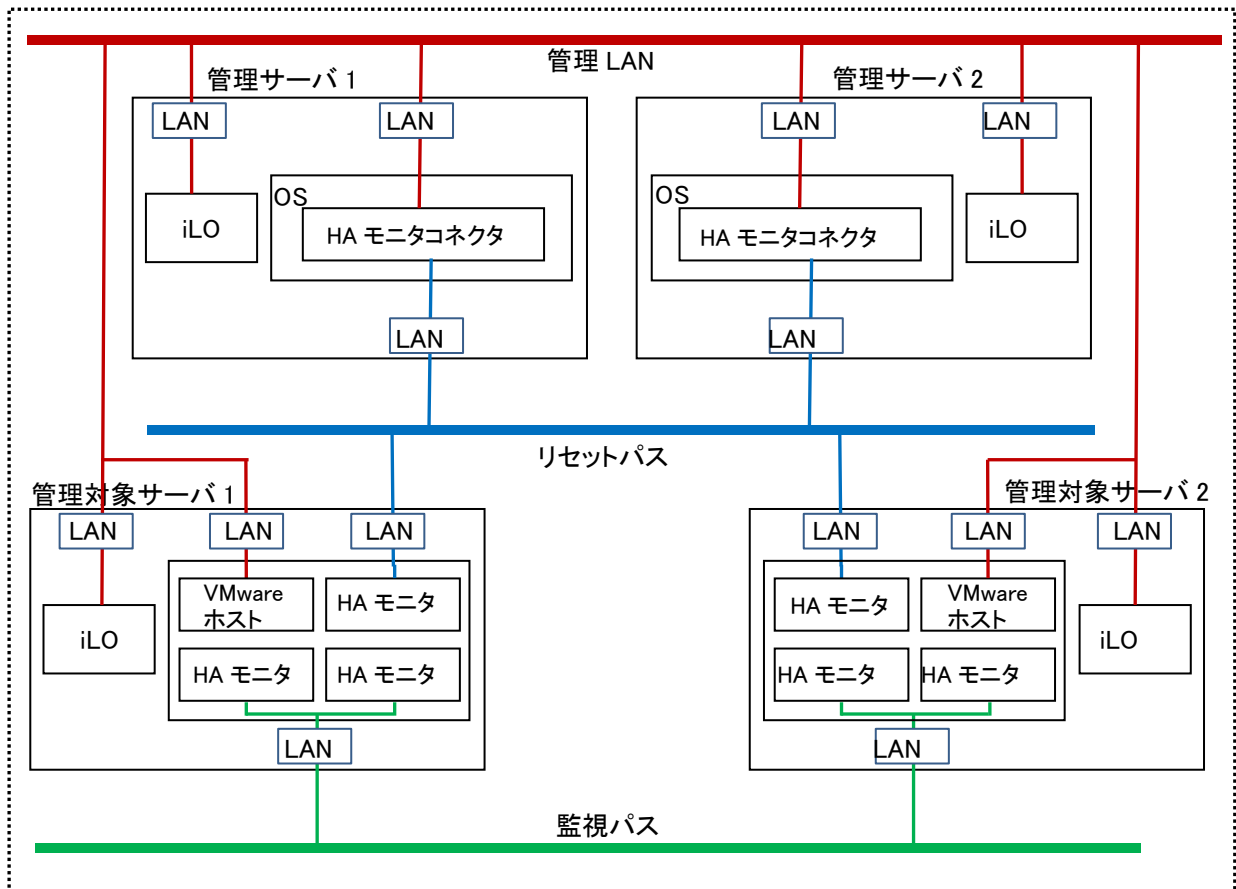 管理 LAN
管理サーバ 1
管理サーバ 2
LAN
LAN
LAN
LAN
OS
OS
iLO
HA モニタコネクタ
HA モニタコネクタ
iLO
LAN
LAN
リセットパス
管理対象サーバ 1
管理対象サーバ 2
LAN
LAN
LAN
LAN
LAN
LAN
VMware
ホスト
HA モニタ
HA モニタ
VMware
ホスト
iLO
iLO
HA モニタ
HA モニタ
HA モニタ
HA モニタ
LAN
LAN
監視パス